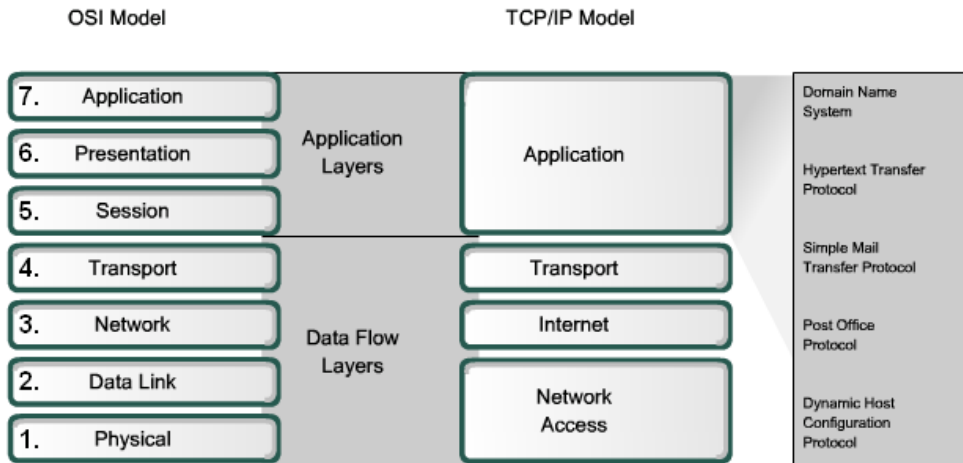 OSI Model
TCP/IP Model
7. Application
6. Presentation
5. Session
4. Transport
3. Network
2. Data Link
1. Physical
Application
Layers
Data Flow
Layers
Application
Transport
Internet
Network
Access
Domain Name
System
Hypertext Transfer
Protocol
Simple Mail
Transfer Protocol
Post Office
Protocol
Dynamic Host
Configuration
Protocol